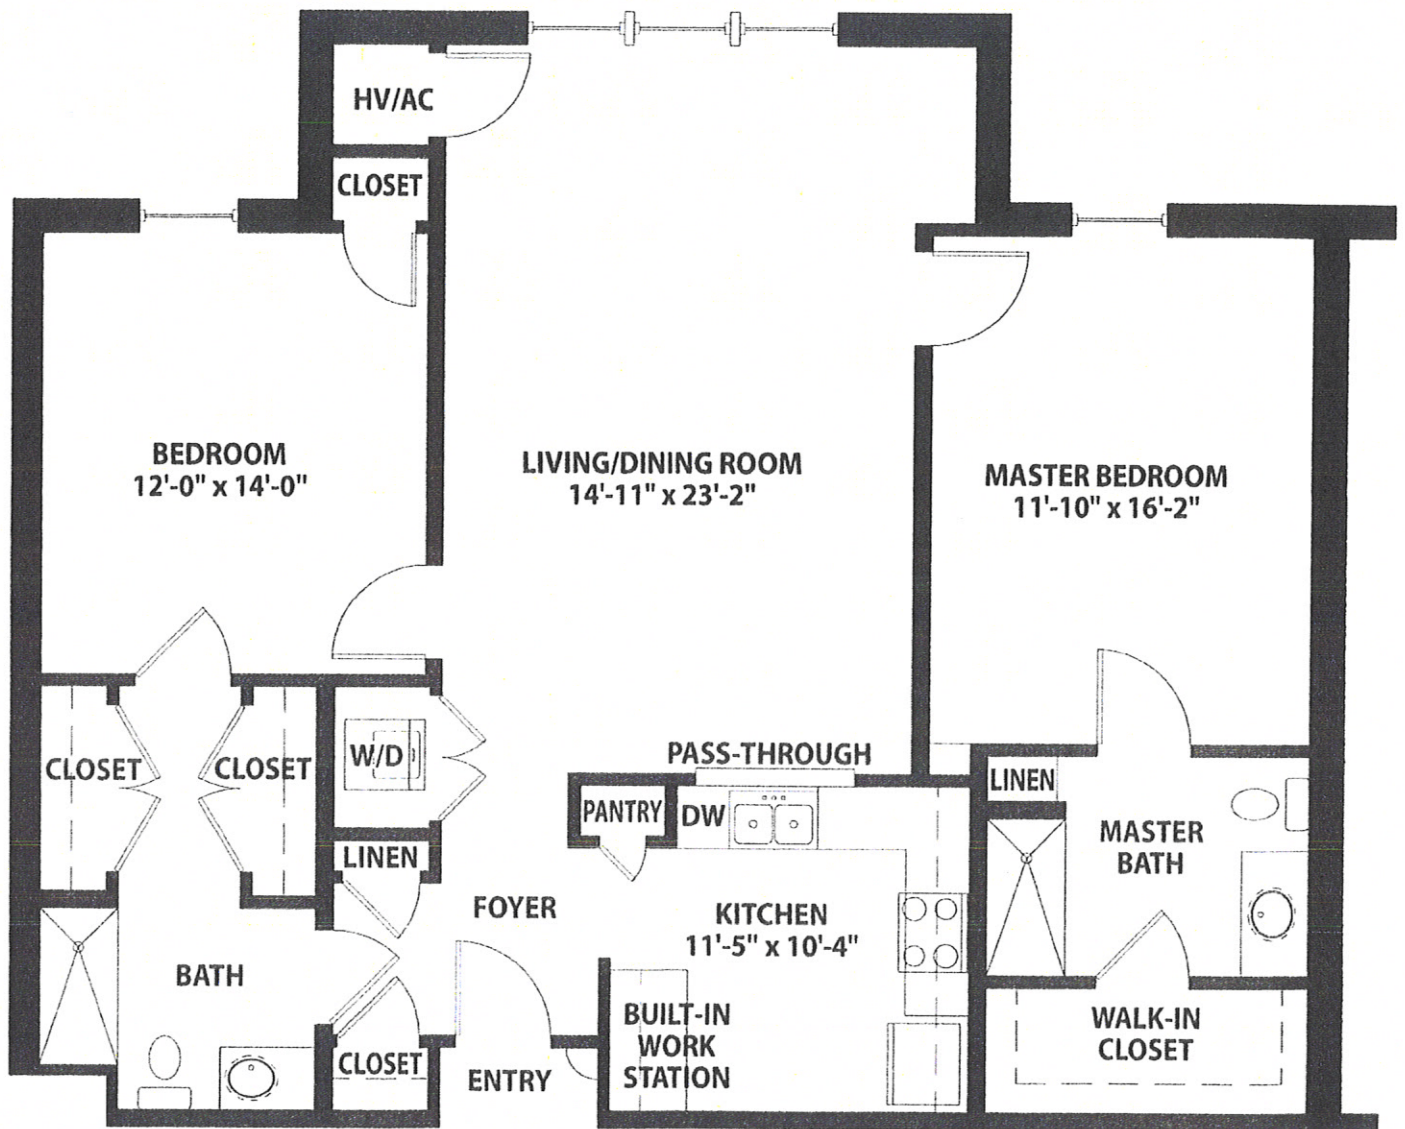 HV/AC
CLOSET
BEDROOM
12'-0" x 14'-0"
LIVING/DINING ROOM
14'-11" x 23'-2"
MASTER BEDROOM
11'-10" x 16'-2"
CLOSET
CLOSET
W/D
PASS-THROUGH
PANTRY
DW
LINEN
LINEN
MASTER
BATH
FOYER
KITCHEN
11'-5" x 10'-4"
BATH
BUILT-IN
WORK
STATION
WALK-IN
CLOSET
CLOSET
ENTRY